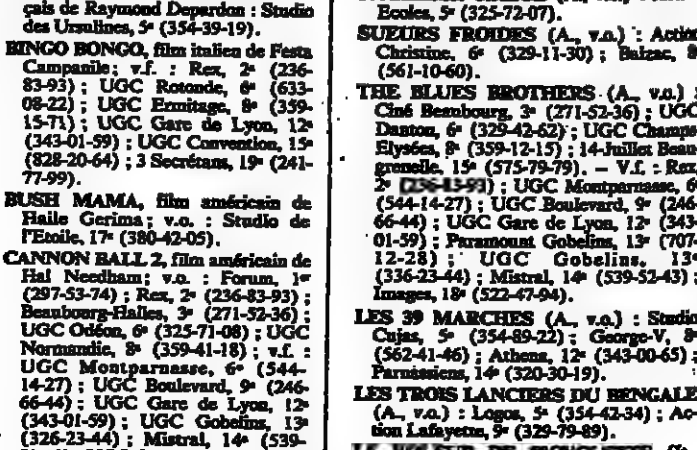 çais de Raymond Depardon : Studio
des Ursulines, 5e (354-39-19).
BINGO BONGO, film italien de Festa
Campanile; v.f. : Rex, 2e (236-
83-93) ; UGC Rotonde, 6e (633-
08-22) ; UGC Ermitage, 8e (359-
15-71) ; UGC Gare de Lyon, 12e
(343-01-59) ; UGC Convention, 15e
(828-20-64) ; 3 Secrétans, 19e (241-
77-99).
BUSH MAMA, film américain de
Haile Gerima; v.o. : Studio de
l'Etoile, 17e (380-42-05).
CANNON BALL 2, film américain de
Hal Needham; v.o. : Forum, 1er
(297-53-74) ; Rex, 2e (236-83-93) ;
Beaubourg-Halles, 3e (271-52-36) ;
UGC Odéon, 6e (325-71-08) ; UGC
Normandie, 8e (359-41-18) ; v.f. :
UGC Montparnasse, 6e (544-
14-27) ; UGC Boulevard, 9e (246-
66-44) ; UGC Gare de Lyon, 12e
(343-01-59) ; UGC Gobelins, 13e
(326-23-44) ; Mistral, 14e (539-
Ecoles, 5e (325-72-07).
SUEURS FROIDES (A., v.o.) : Action
Christine, 6e (329-11-30) ; Balzac, 8
(561-10-60).
THE BLUES BROTHERS (A., v.o.) :
Ciné Beaubourg, 3e (271-52-36) ; UGC
Danton, 6e (329-42-62) ; UGC Champs
Elysées, 8e (359-12-15) ; 14-Juillet Beau-
grenelle, 15e (575-79-79). – V.f. : Rex,
2e ; UGC Montparnasse, 6
(544-14-27) ; UGC Boulevard, 9e (246-
66-44) ; UGC Gare de Lyon, 12e (343-
01-59) ; Paramount Gobelins, 13e (707-
12-28) ; UGC Gobelins, 13e
(336-23-44) ; Mistral, 14e (539-52-43) ;
Images, 18e (522-47-94).
LES 39 MARCHES (A., v.o.) : Studio
Cujas, 5e (354-89-22) ; George-V, 8e
(562-41-46) ; Athena, 12e (343-00-65) ;
Parnassiens, 14e (320-30-19).
LES TROIS LANCIERS DU BENGALE
(A., v.o.) : Logos, 5e (354-42-34) ; Ac-
tion Lafayette, 9e (329-79-89).